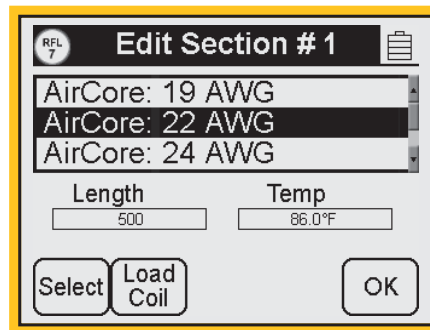 RFL
7
Edit Section # 1
AirCore: 19 AWG
AirCore: 22 AWG
AirCore: 24 AWG
Length Temp
500 86.0°F
Select Load Coil OK